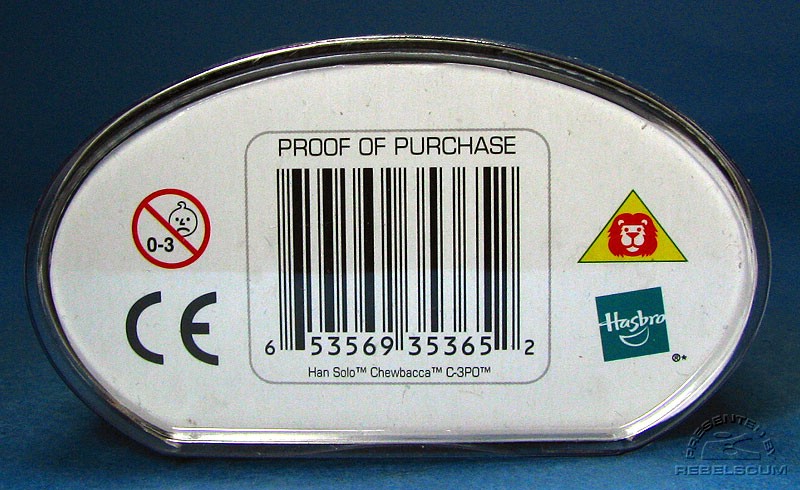 PROOF OF PURCHASE
0-3
CE
Hasbro
®*
6 53569 35365 2
Han Solo™ Chewbacca™ C-3PO™
PRESENTED BY
REBELSCUM